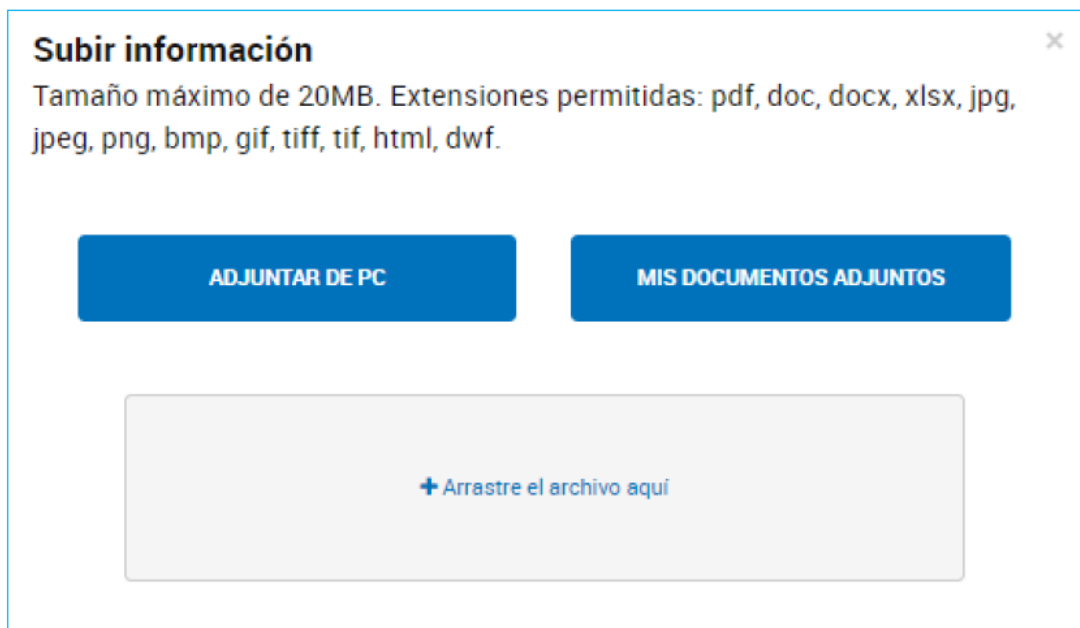 Subir información
Tamaño máximo de 20MB. Extensiones permitidas: pdf, doc, docx, xlsx, jpg,
jpeg, png, bmp, gif, tiff, tif, html, dwf.
ADJUNTAR DE PC
MIS DOCUMENTOS ADJUNTOS
+ Arrastre el archivo aquí